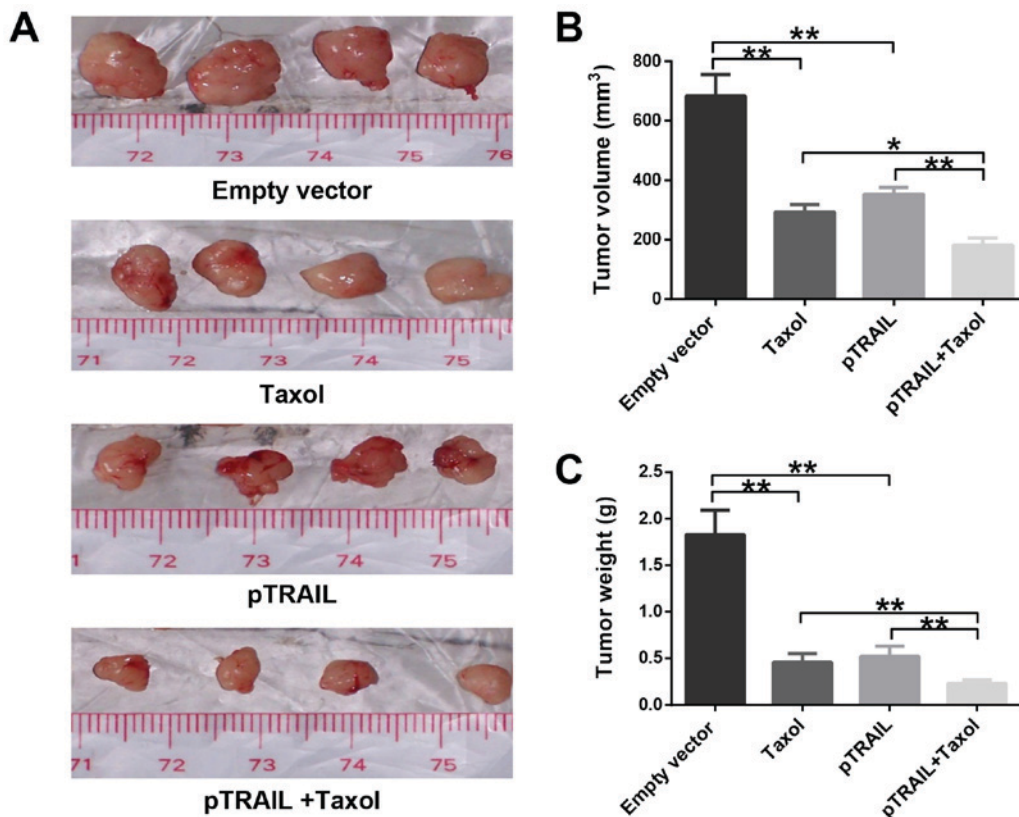 A
72 73 74 75 76
Empty vector
71 72 73 74 75
Taxol
72 73 74 75
pTRAIL
71 72 73 74 75
pTRAIL +Taxol
B
**
**
*
**
Tumor volume (mm³)
800
600
400
200
0
Empty vector
Taxol
pTRAIL
pTRAIL+Taxol
C
**
**
**
**
Tumor weight (g)
2.5
2.0
1.5
1.0
0.5
0.0
Empty vector
Taxol
pTRAIL
pTRAIL+Taxol